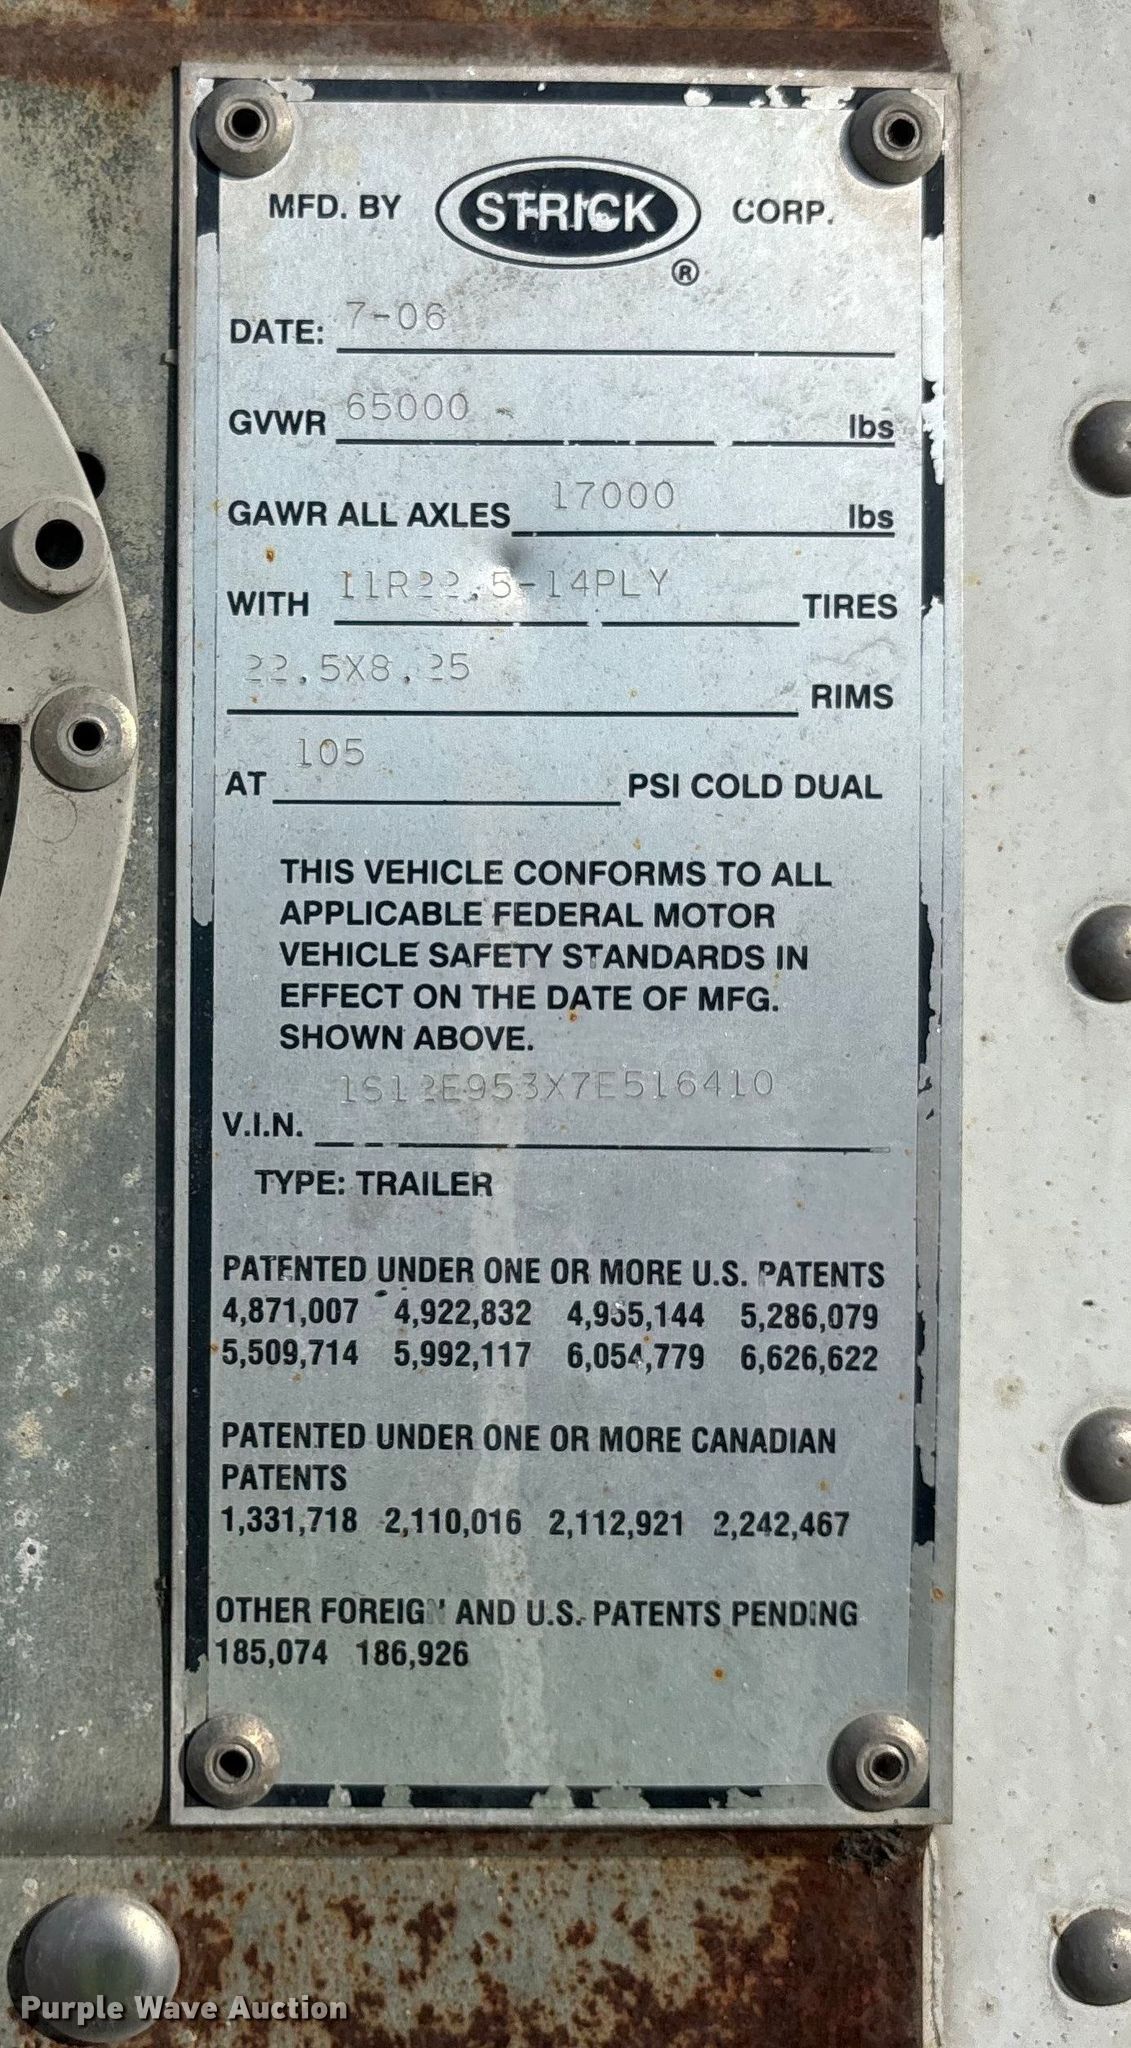 MFD. BY STRICK CORP.
®
DATE: 7-06
GVWR 65000 lbs
GAWR ALL AXLES 17000 lbs
WITH 11R22.5-14PLY TIRES
22.5X8.25 RIMS
AT 105 PSI COLD DUAL
THIS VEHICLE CONFORMS TO ALL
APPLICABLE FEDERAL MOTOR
VEHICLE SAFETY STANDARDS IN
EFFECT ON THE DATE OF MFG.
SHOWN ABOVE.
V.I.N. 1S12E953X7E516410
TYPE: TRAILER
PATENTED UNDER ONE OR MORE U.S. PATENTS
4,871,007 4,922,832 4,955,144 5,286,079
5,509,714 5,992,117 6,054,779 6,626,622
PATENTED UNDER ONE OR MORE CANADIAN
PATENTS
1,331,718 2,110,016 2,112,921 2,242,467
OTHER FOREIGN AND U.S. PATENTS PENDING
185,074 186,926
Purple Wave Auction